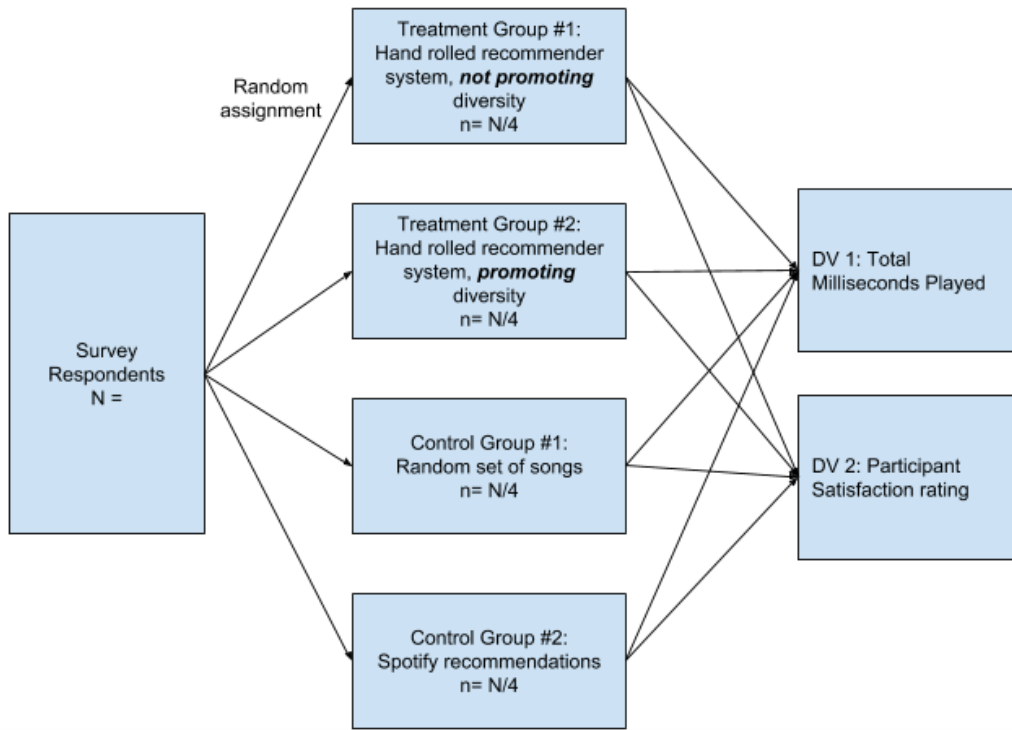 Treatment Group #1:
Hand rolled recommender
system, not promoting
diversity
n= N/4
Random
assignment
Treatment Group #2:
Hand rolled recommender
system, promoting
diversity
n= N/4
Survey
Respondents
N =
Control Group #1:
Random set of songs
n= N/4
Control Group #2:
Spotify recommendations
n= N/4
DV 1: Total
Milliseconds Played
DV 2: Participant
Satisfaction rating